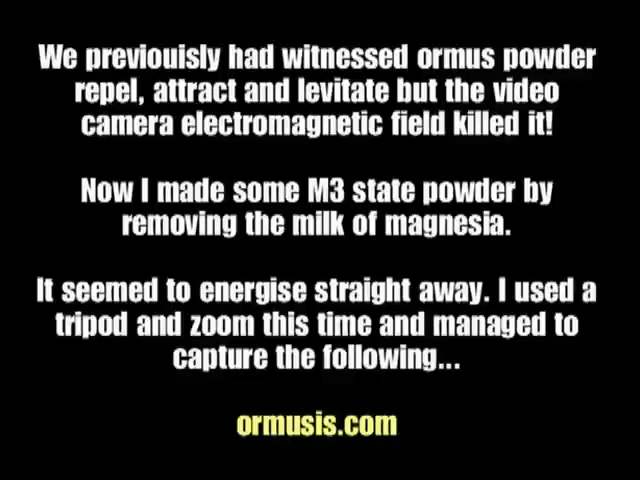 We previouisly had witnessed ormus powder
repel, attract and levitate but the video
camera electromagnetic field killed it!
Now I made some M3 state powder by
removing the milk of magnesia.
It seemed to energise straight away. I used a
tripod and zoom this time and managed to
capture the following...
ormusis.com